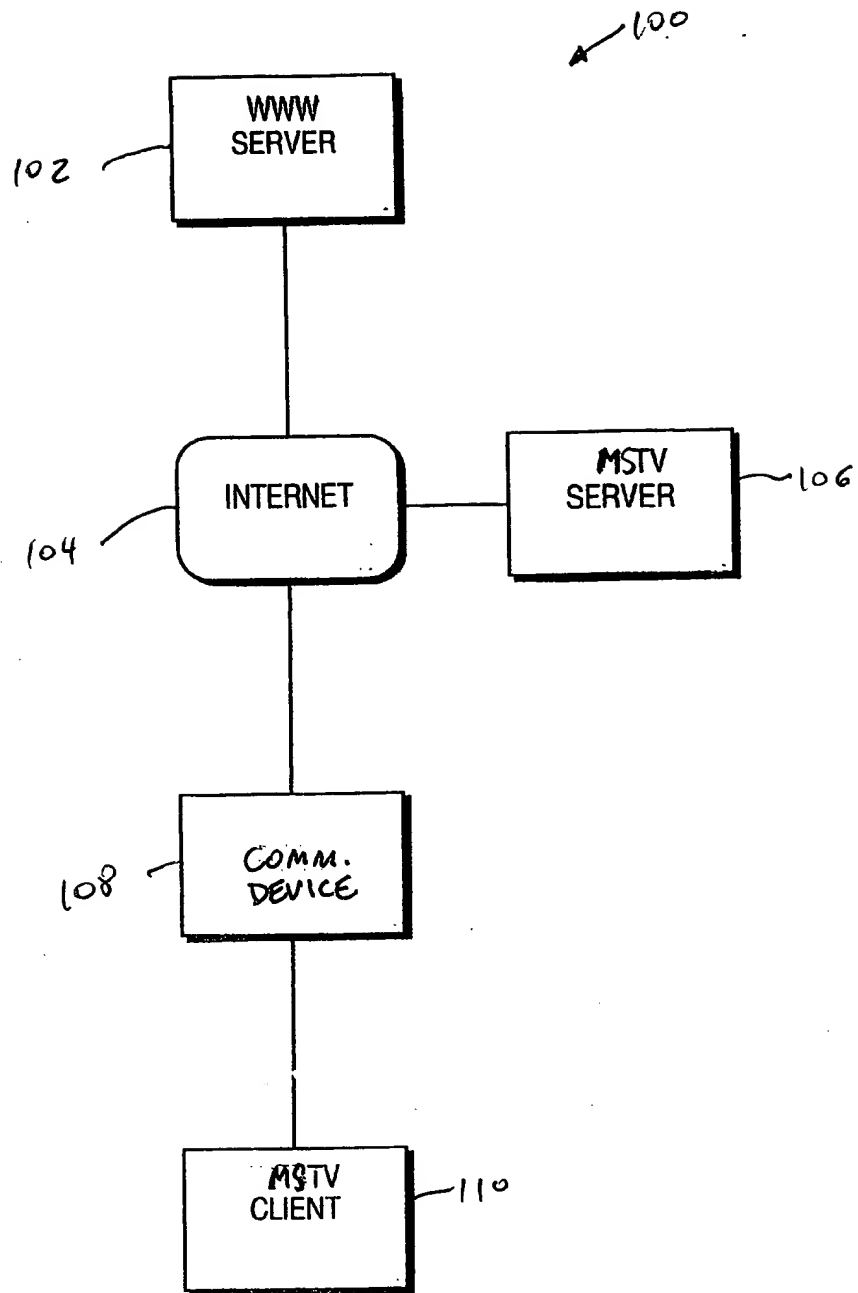 100
WWW
SERVER
102
INTERNET
104
MSTV
SERVER
106
COMM.
DEVICE
108
MSTV
CLIENT
110